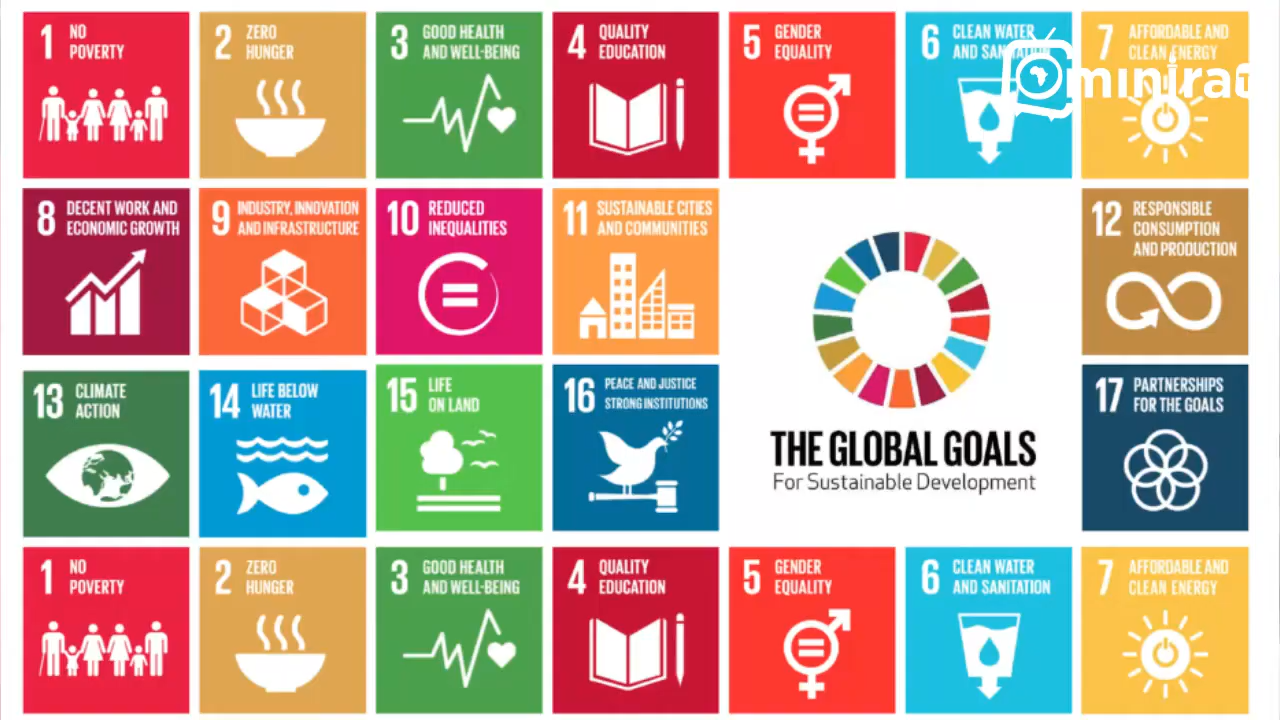 1 NO
POVERTY
2 ZERO
HUNGER
3 GOOD HEALTH
AND WELL-BEING
4 QUALITY
EDUCATION
5 GENDER
EQUALITY
6 CLEAN WATER
AND SANITATION
7 AFFORDABLE AND
CLEAN ENERGY
minirat
8 DECENT WORK AND
ECONOMIC GROWTH
9 INDUSTRY, INNOVATION
AND INFRASTRUCTURE
10 REDUCED
INEQUALITIES
11 SUSTAINABLE CITIES
AND COMMUNITIES
12 RESPONSIBLE
CONSUMPTION
AND PRODUCTION
13 CLIMATE
ACTION
14 LIFE BELOW
WATER
15 LIFE
ON LAND
16 PEACE AND JUSTICE
STRONG INSTITUTIONS
THE GLOBAL GOALS
For Sustainable Development
17 PARTNERSHIPS
FOR THE GOALS
1 NO
POVERTY
2 ZERO
HUNGER
3 GOOD HEALTH
AND WELL-BEING
4 QUALITY
EDUCATION
5 GENDER
EQUALITY
6 CLEAN WATER
AND SANITATION
7 AFFORDABLE AND
CLEAN ENERGY